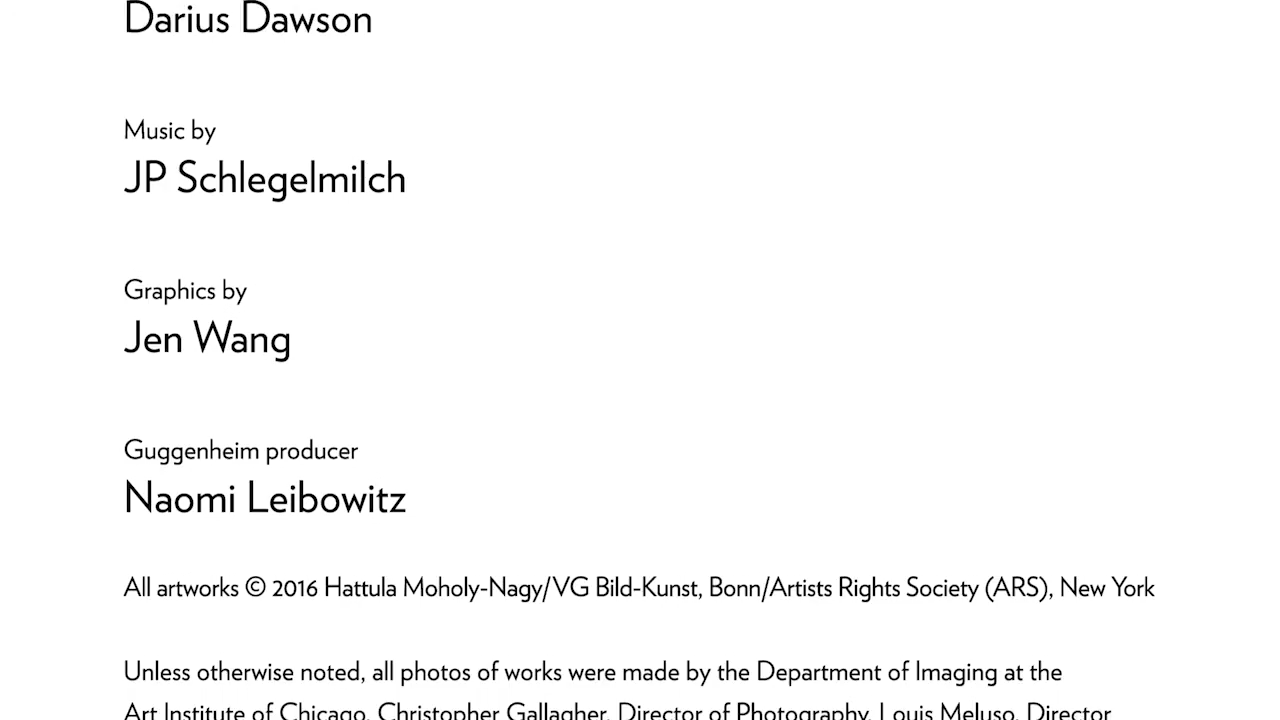 Darius Dawson
Music by
JP Schlegelmilch
Graphics by
Jen Wang
Guggenheim producer
Naomi Leibowitz
All artworks © 2016 Hattula Moholy-Nagy/VG Bild-Kunst, Bonn/Artists Rights Society (ARS), New York
Unless otherwise noted, all photos of works were made by the Department of Imaging at the
Art Institute of Chicago, Christopher Gallagher, Director of Photography, Louis Meluso, Director